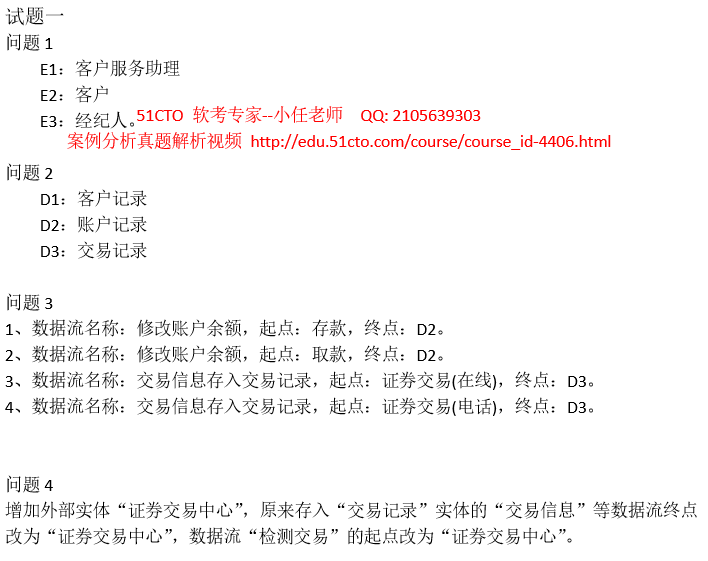 试题一
问题 1
E1：客户服务助理
E2：客户
E3：经纪人。51CTO 软考专家--小任老师 QQ: 2105639303
案例分析真题解析视频 http://edu.51cto.com/course/course_id-4406.html
问题 2
D1：客户记录
D2：账户记录
D3：交易记录
问题 3
1、数据流名称：修改账户余额，起点：存款，终点：D2。
2、数据流名称：修改账户余额，起点：取款，终点：D2。
3、数据流名称：交易信息存入交易记录，起点：证券交易(在线)，终点：D3。
4、数据流名称：交易信息存入交易记录，起点：证券交易(电话)，终点：D3。
问题 4
增加外部实体“证券交易中心”，原来存入“交易记录”实体的“交易信息”等数据流终点
改为“证券交易中心”，数据流“检测交易”的起点改为“证券交易中心”。